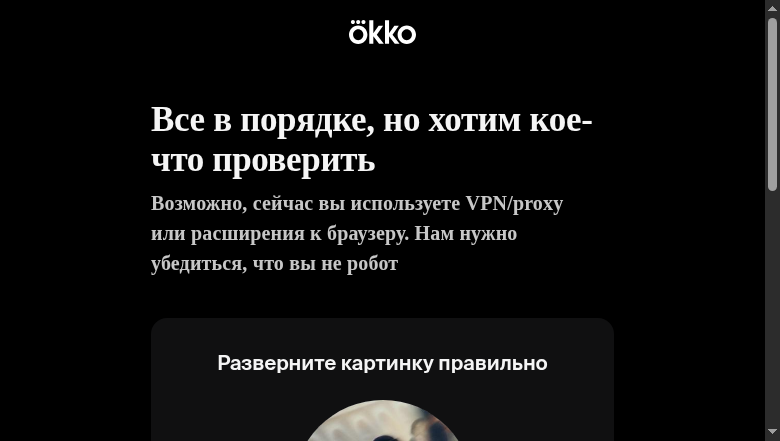 ökko
Все в порядке, но хотим кое-
что проверить
Возможно, сейчас вы используете VPN/proxy
или расширения к браузеру. Нам нужно
убедиться, что вы не робот
Разверните картинку правильно